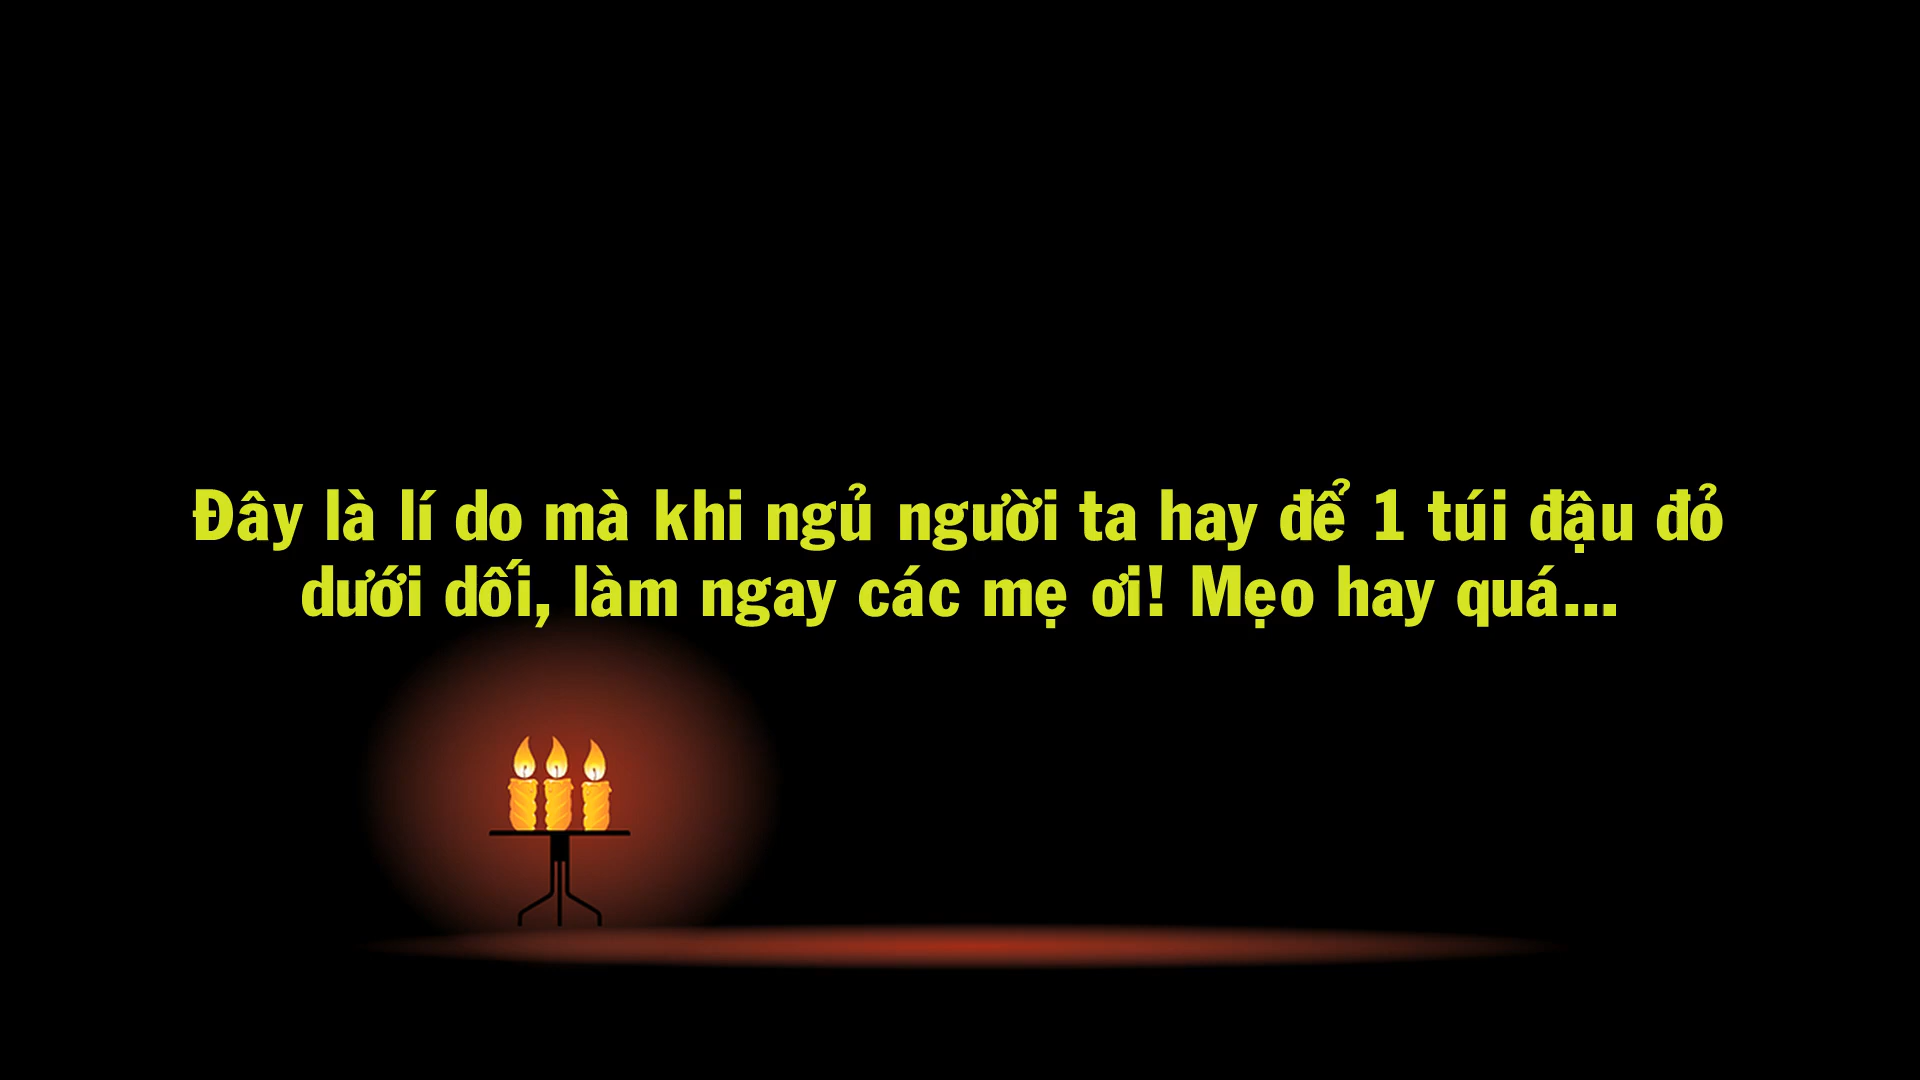 Đây là lí do mà khi ngủ người ta hay để 1 túi đậu đỏ
dưới dối, làm ngay các mẹ ơi! Mẹo hay quá...